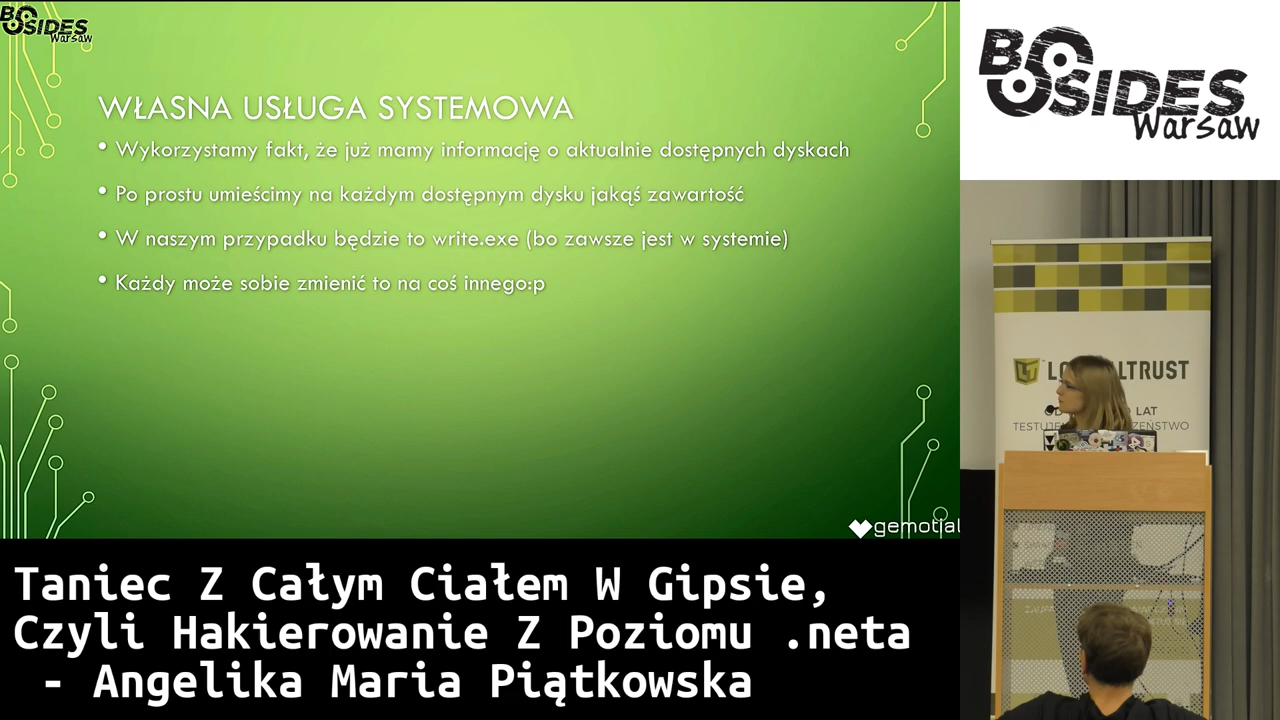 BSIDES
Warsaw
WŁASNA USŁUGA SYSTEMOWA
• Wykorzystamy fakt, że już mamy informację o aktualnie dostępnych dyskach
• Po prostu umieścimy na każdym dostępnym dysku jakąś zawartość
• W naszym przypadku będzie to write.exe (bo zawsze jest w systemie)
• Każdy może sobie zmienić to na coś innego:p
gemotial
Taniec Z Całym Ciałem W Gipsie,
Czyli Hakierowanie Z Poziomu .neta
- Angelika Maria Piątkowska
BSIDES
Warsaw
LTRUST
LAT